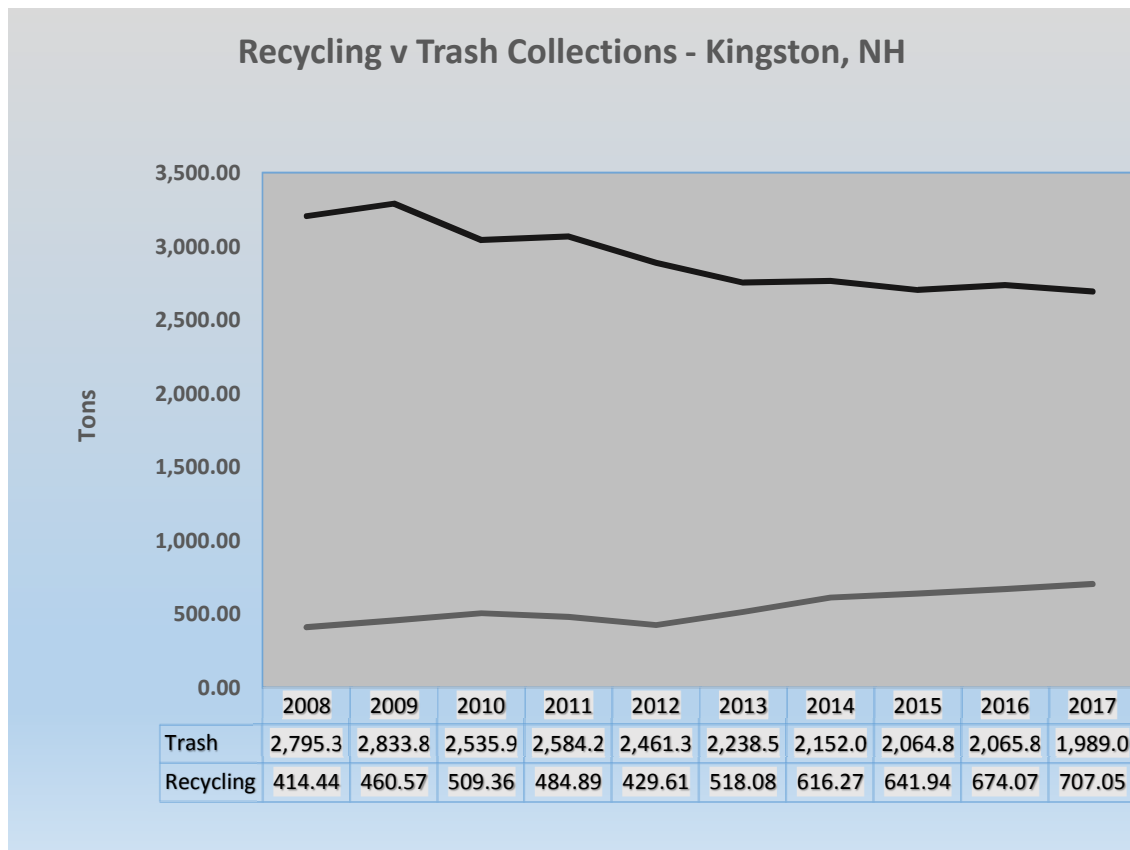 Recycling v Trash Collections - Kingston, NH
3,500.00
3,000.00
2,500.00
2,000.00
1,500.00
1,000.00
500.00
0.00
Tons
2008 2009 2010 2011 2012 2013 2014 2015 2016 2017
Trash 2,795.3 2,833.8 2,535.9 2,584.2 2,461.3 2,238.5 2,152.0 2,064.8 2,065.8 1,989.0
Recycling 414.44 460.57 509.36 484.89 429.61 518.08 616.27 641.94 674.07 707.05